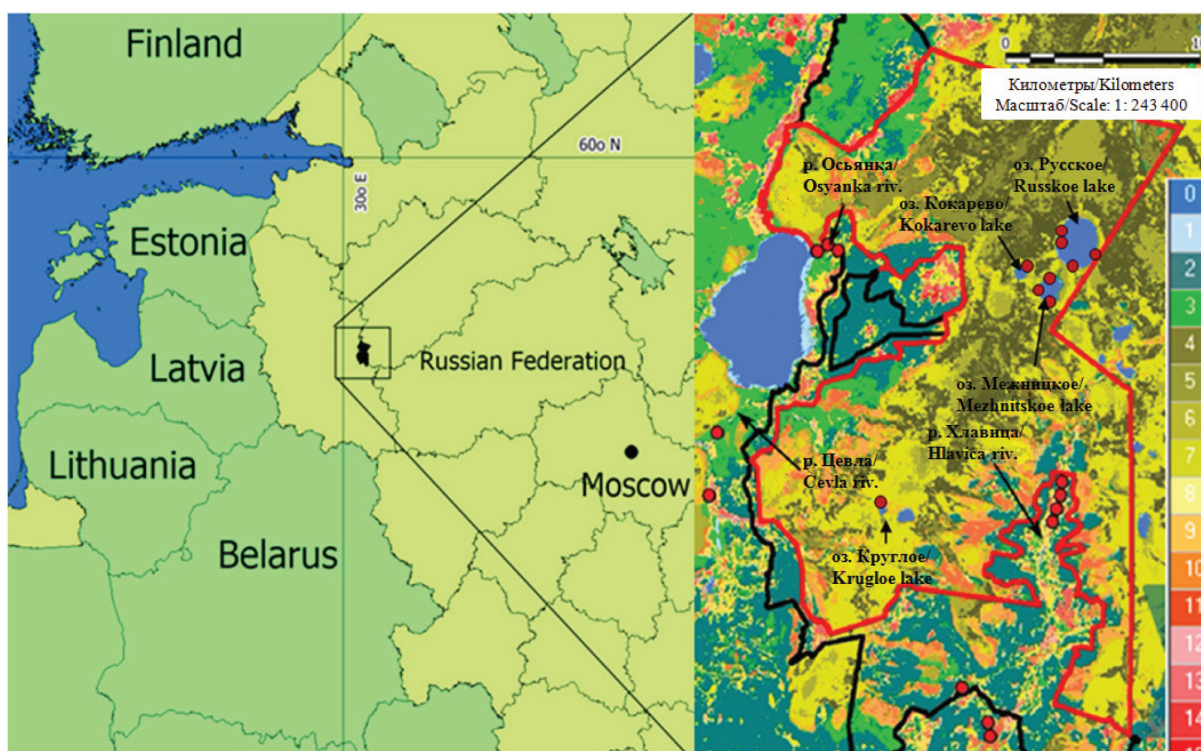 Finland
60o N
30o E
Estonia
Latvia
Russian Federation
Lithuania
Moscow
Belarus
0
10
Километры/Kilometers
Масштаб/Scale: 1: 243 400
р. Осьянка/
Osyanka riv.
оз. Русское/
Russkoe lake
оз. Кокарево/
Kokarevo lake
оз. Межницкое/
Mezhnitskoe lake
р. Хлавица/
Hlavica riv.
р. Цевла/
Cevla riv.
оз. Круглое/
Krugloe lake
0
1
2
3
4
5
6
7
8
9
10
11
12
13
14